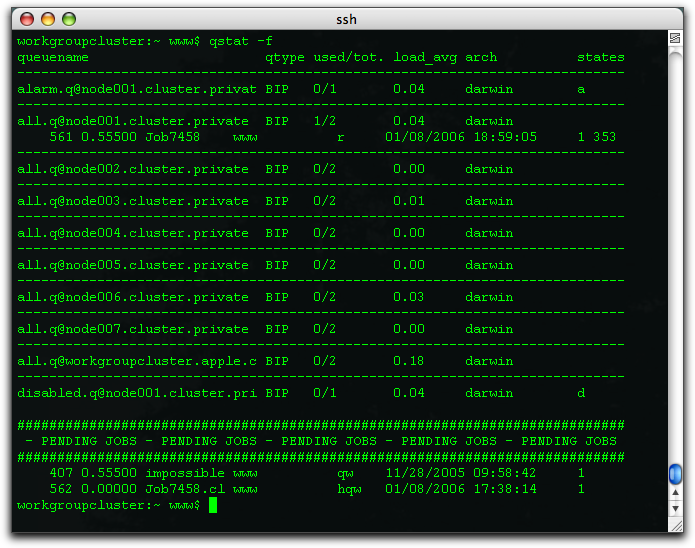 ssh
workgroupcluster:~ www$ qstat -f
queuename                      qtype used/tot. load_avg arch          states
----------------------------------------------------------------------------
alarm.q@node001.cluster.privat BIP   0/1       0.04     darwin        a
----------------------------------------------------------------------------
all.q@node001.cluster.private  BIP   1/2       0.04     darwin
    561 0.55500 Job7458    www          r     01/08/2006 18:59:05     1 353
----------------------------------------------------------------------------
all.q@node002.cluster.private  BIP   0/2       0.00     darwin
----------------------------------------------------------------------------
all.q@node003.cluster.private  BIP   0/2       0.01     darwin
----------------------------------------------------------------------------
all.q@node004.cluster.private  BIP   0/2       0.00     darwin
----------------------------------------------------------------------------
all.q@node005.cluster.private  BIP   0/2       0.00     darwin
----------------------------------------------------------------------------
all.q@node006.cluster.private  BIP   0/2       0.03     darwin
----------------------------------------------------------------------------
all.q@node007.cluster.private  BIP   0/2       0.00     darwin
----------------------------------------------------------------------------
all.q@workgroupcluster.apple.c BIP   0/2       0.18     darwin
----------------------------------------------------------------------------
disabled.q@node001.cluster.pri BIP   0/1       0.04     darwin        d

############################################################################
 - PENDING JOBS - PENDING JOBS - PENDING JOBS - PENDING JOBS - PENDING JOBS
############################################################################
    407 0.55500 impossible www          qw    11/28/2005 09:58:42     1
    562 0.00000 Job7458.cl www          hqw   01/08/2006 17:38:14     1
workgroupcluster:~ www$